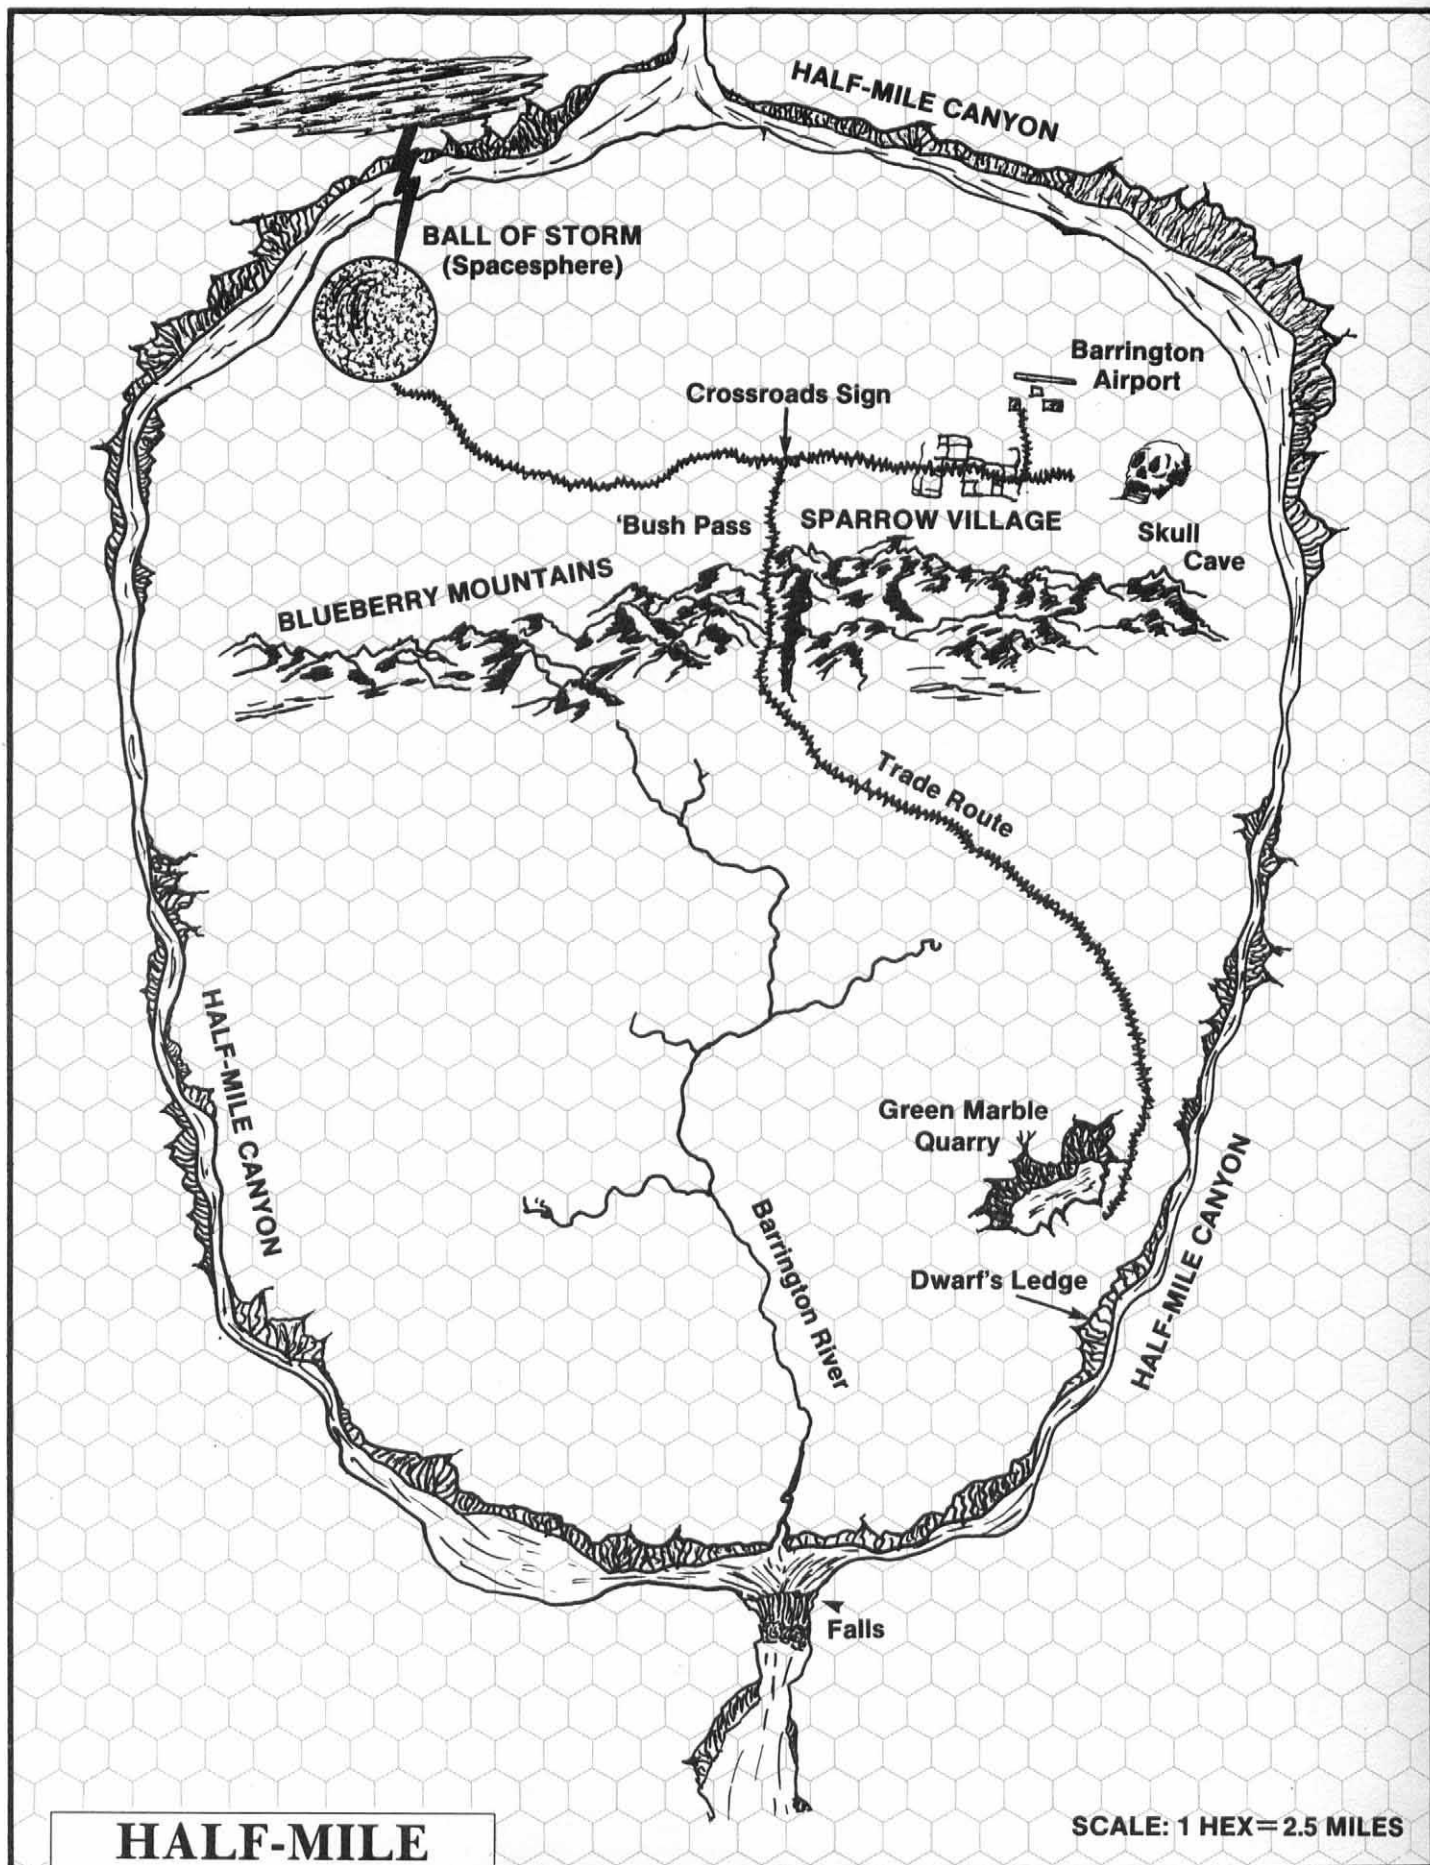 HALF-MILE CANYON
BALL OF STORM
(Spacesphere)
Barrington
Airport
Crossroads Sign
'Bush Pass
SPARROW VILLAGE
Skull
Cave
BLUEBERRY MOUNTAINS
Trade Route
HALF-MILE CANYON
Green Marble
Quarry
Barrington River
Dwarf's Ledge
HALF-MILE CANYON
Falls
HALF-MILE
SCALE: 1 HEX=2.5 MILES